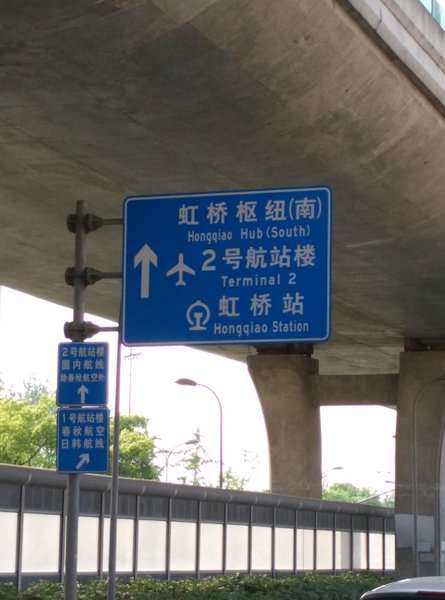 虹桥枢纽(南)
Hongqiao Hub (South)
2号航站楼
Terminal 2
虹桥站
Hongqiao Station
2号航站楼
国内航线
除春秋航空外
1号航站楼
春秋航空
日韩航线